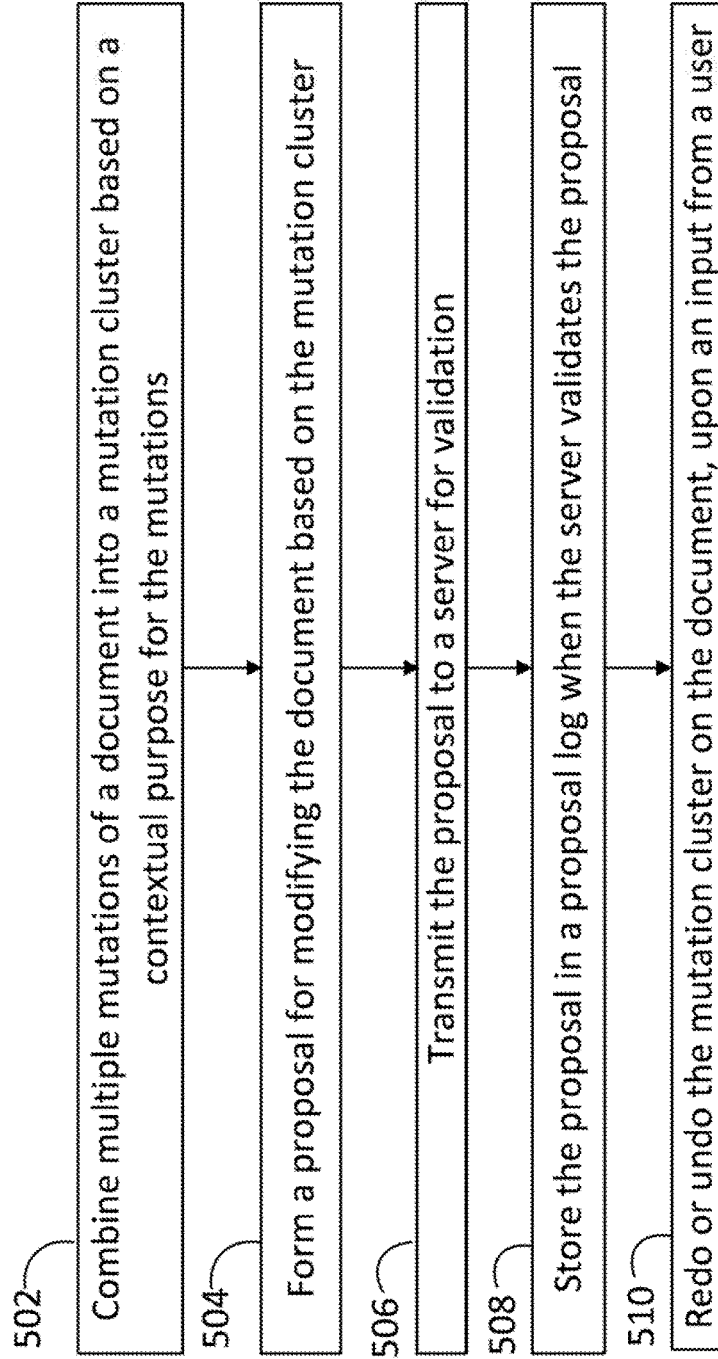 502
Combine multiple mutations of a document into a mutation cluster based on a
contextual purpose for the mutations
504
Form a proposal for modifying the document based on the mutation cluster
506
Transmit the proposal to a server for validation
508
Store the proposal in a proposal log when the server validates the proposal
510
Redo or undo the mutation cluster on the document, upon an input from a user